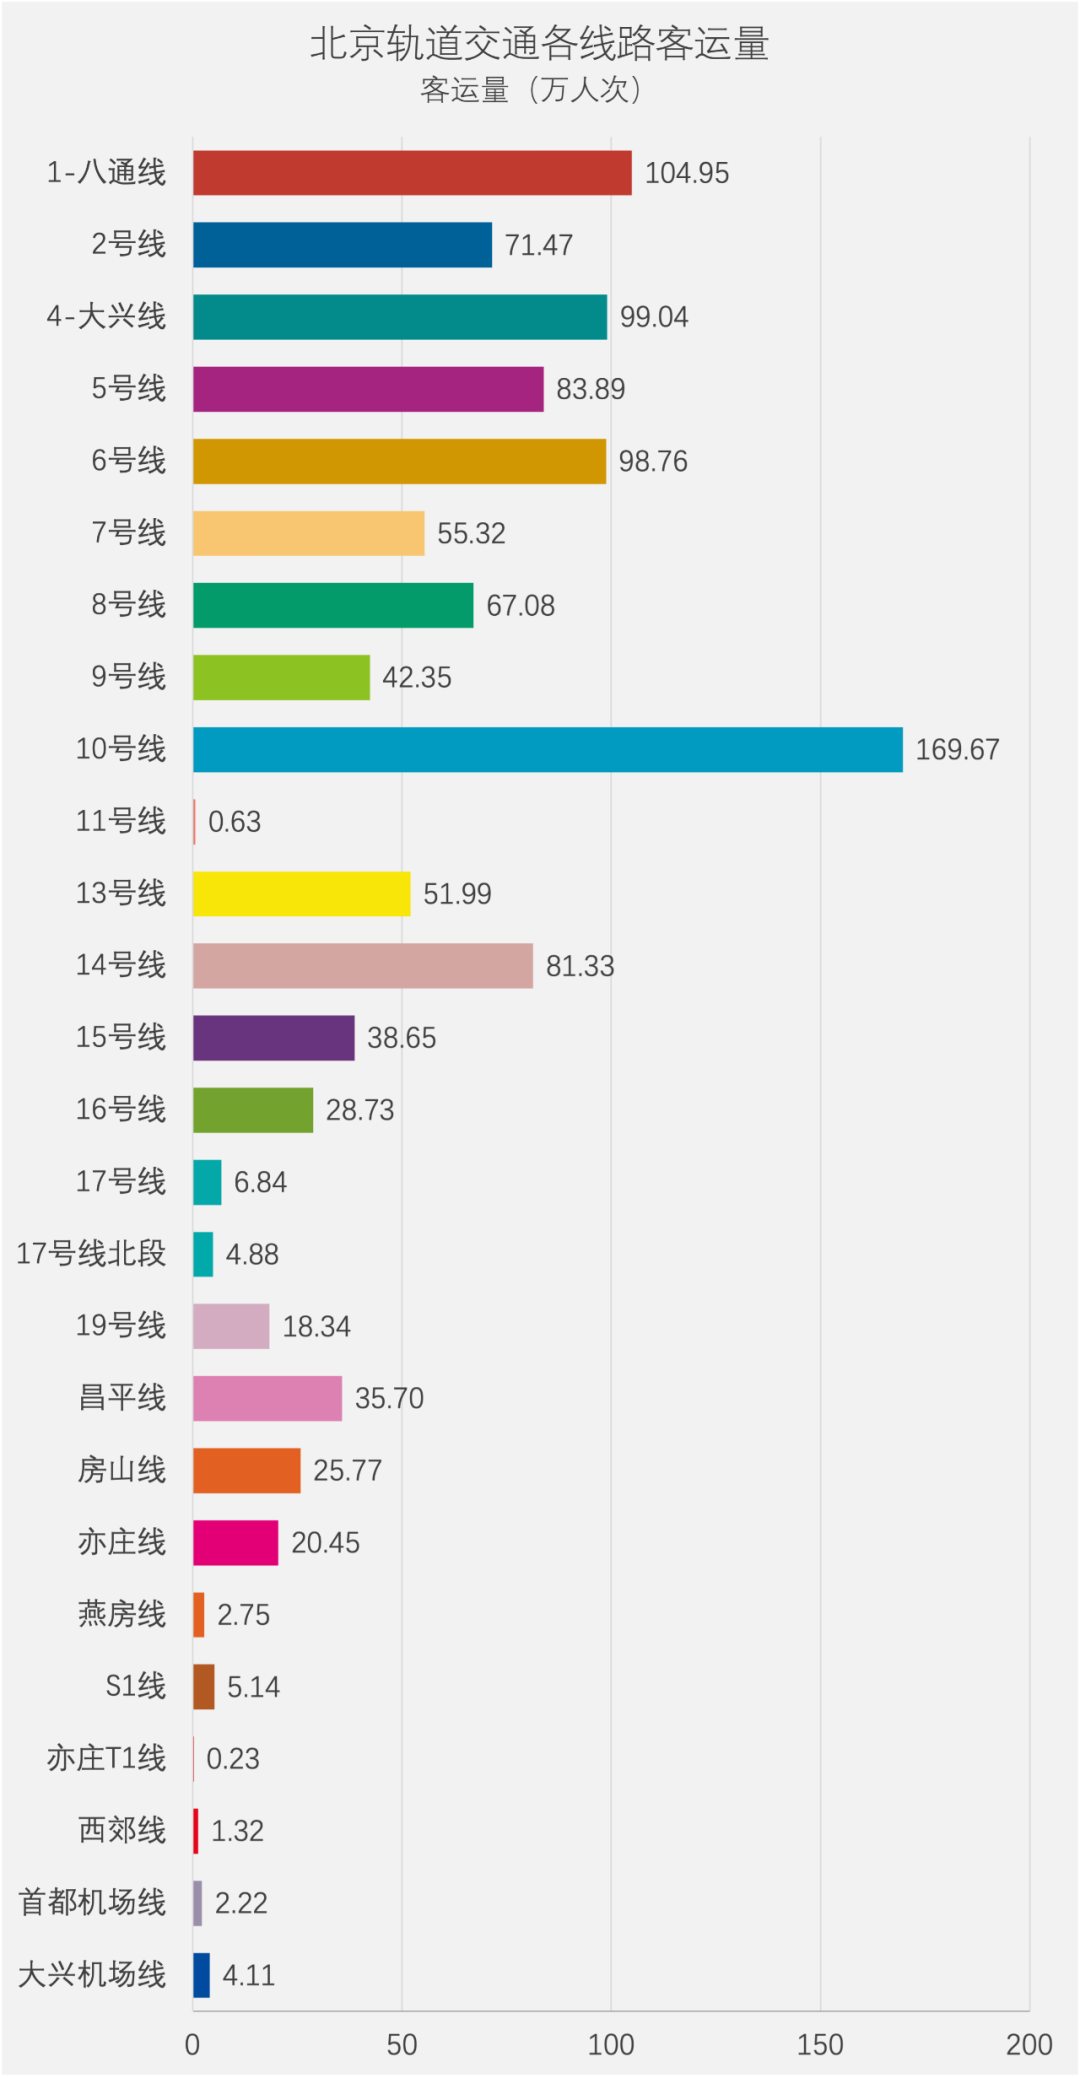 北京轨道交通各线路客运量
客运量（万人次）
1-八通线 104.95
2号线 71.47
4-大兴线 99.04
5号线 83.89
6号线 98.76
7号线 55.32
8号线 67.08
9号线 42.35
10号线 169.67
11号线 0.63
13号线 51.99
14号线 81.33
15号线 38.65
16号线 28.73
17号线 6.84
17号线北段 4.88
19号线 18.34
昌平线 35.70
房山线 25.77
亦庄线 20.45
燕房线 2.75
S1线 5.14
亦庄T1线 0.23
西郊线 1.32
首都机场线 2.22
大兴机场线 4.11
0 50 100 150 200